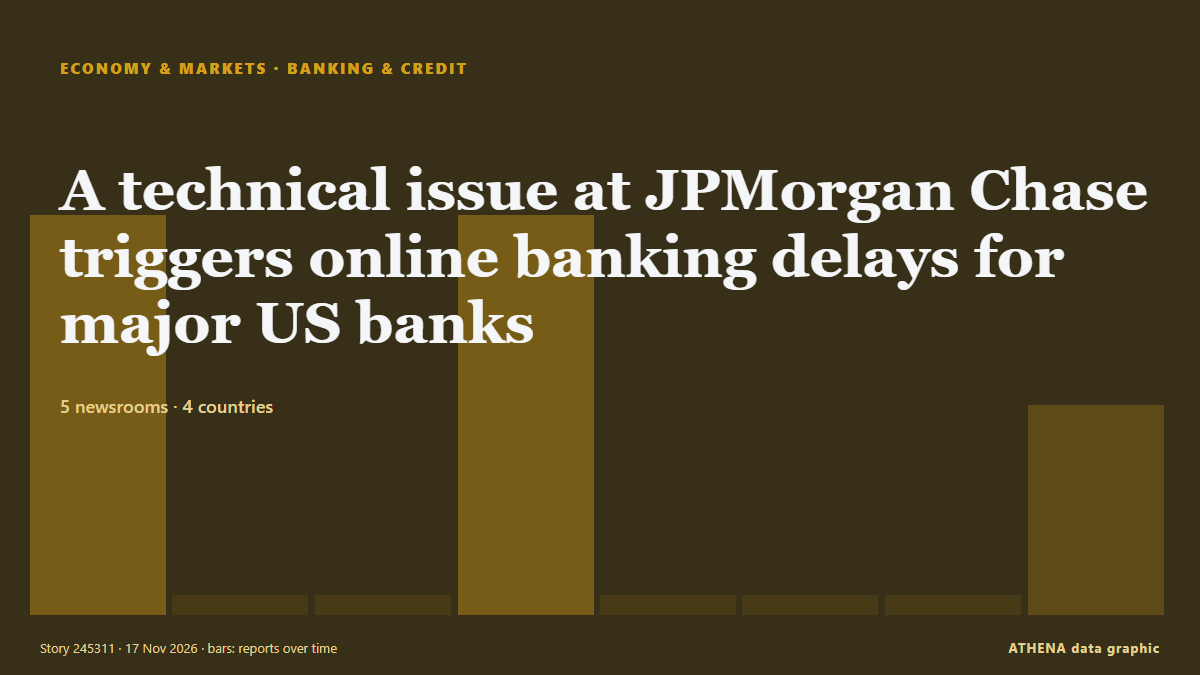 ECONOMY & MARKETS · BANKING & CREDIT
A technical issue at JPMorgan Chase
triggers online banking delays for
major US banks
5 newsrooms · 4 countries
Story 245311 · 17 Nov 2026 · bars: reports over time
ATHENA data graphic